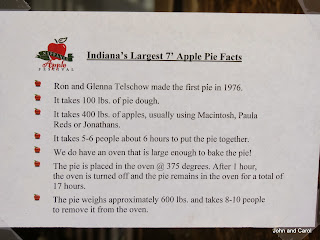 Apple
FESTIVAL
Indiana's Largest 7' Apple Pie Facts
Ron and Glenna Telschow made the first pie in 1976.
It takes 100 lbs. of pie dough.
It takes 400 lbs. of apples, usually using Macintosh, Paula
Reds or Jonathans.
It takes 5-6 people about 6 hours to put the pie together.
We do have an oven that is large enough to bake the pie!
The pie is placed in the oven @ 375 degrees. After 1 hour,
the oven is turned off and the pie remains in the oven for a total of
17 hours.
The pie weighs approximately 600 lbs. and takes 8-10 people
to remove it from the oven.
John and Carol